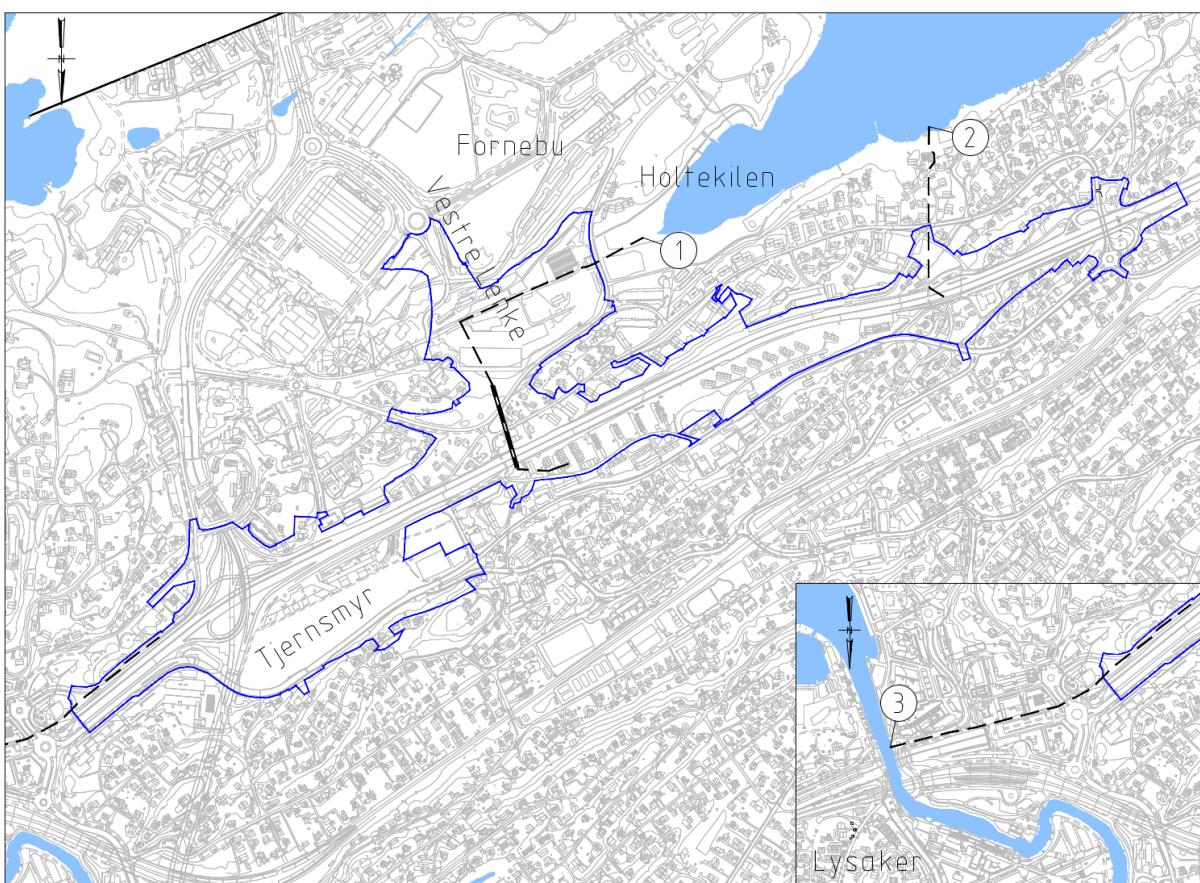 N
Fornebu
2
Holtekilen
Vestre Lenke
1
Tjernsmyr
N
3
Lysaker